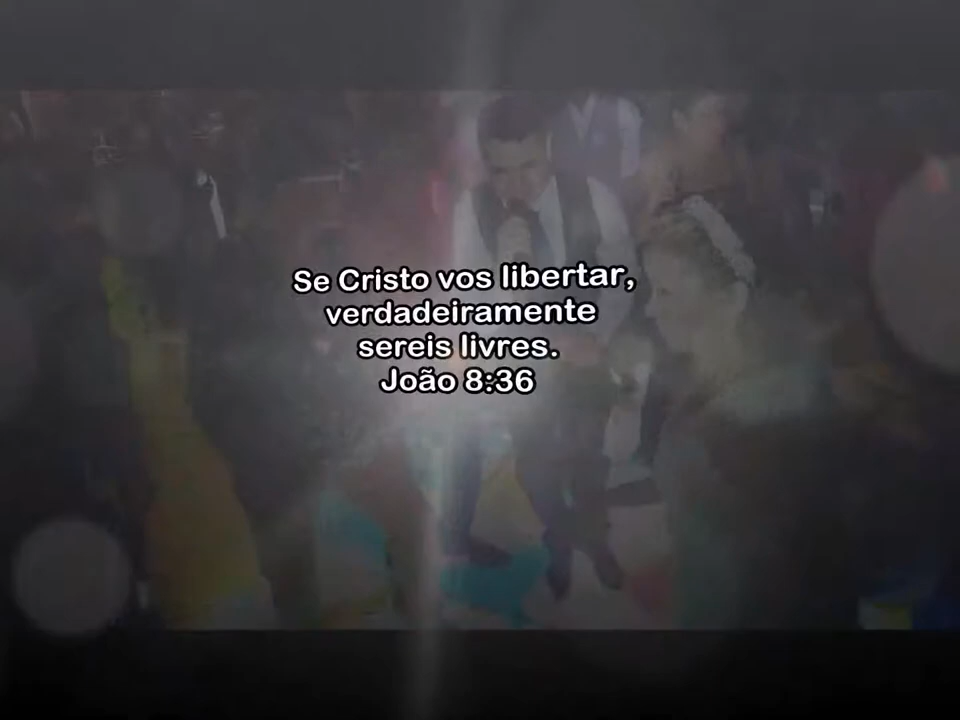 Se Cristo vos libertar,
verdadeiramente
sereis livres.
João 8:36